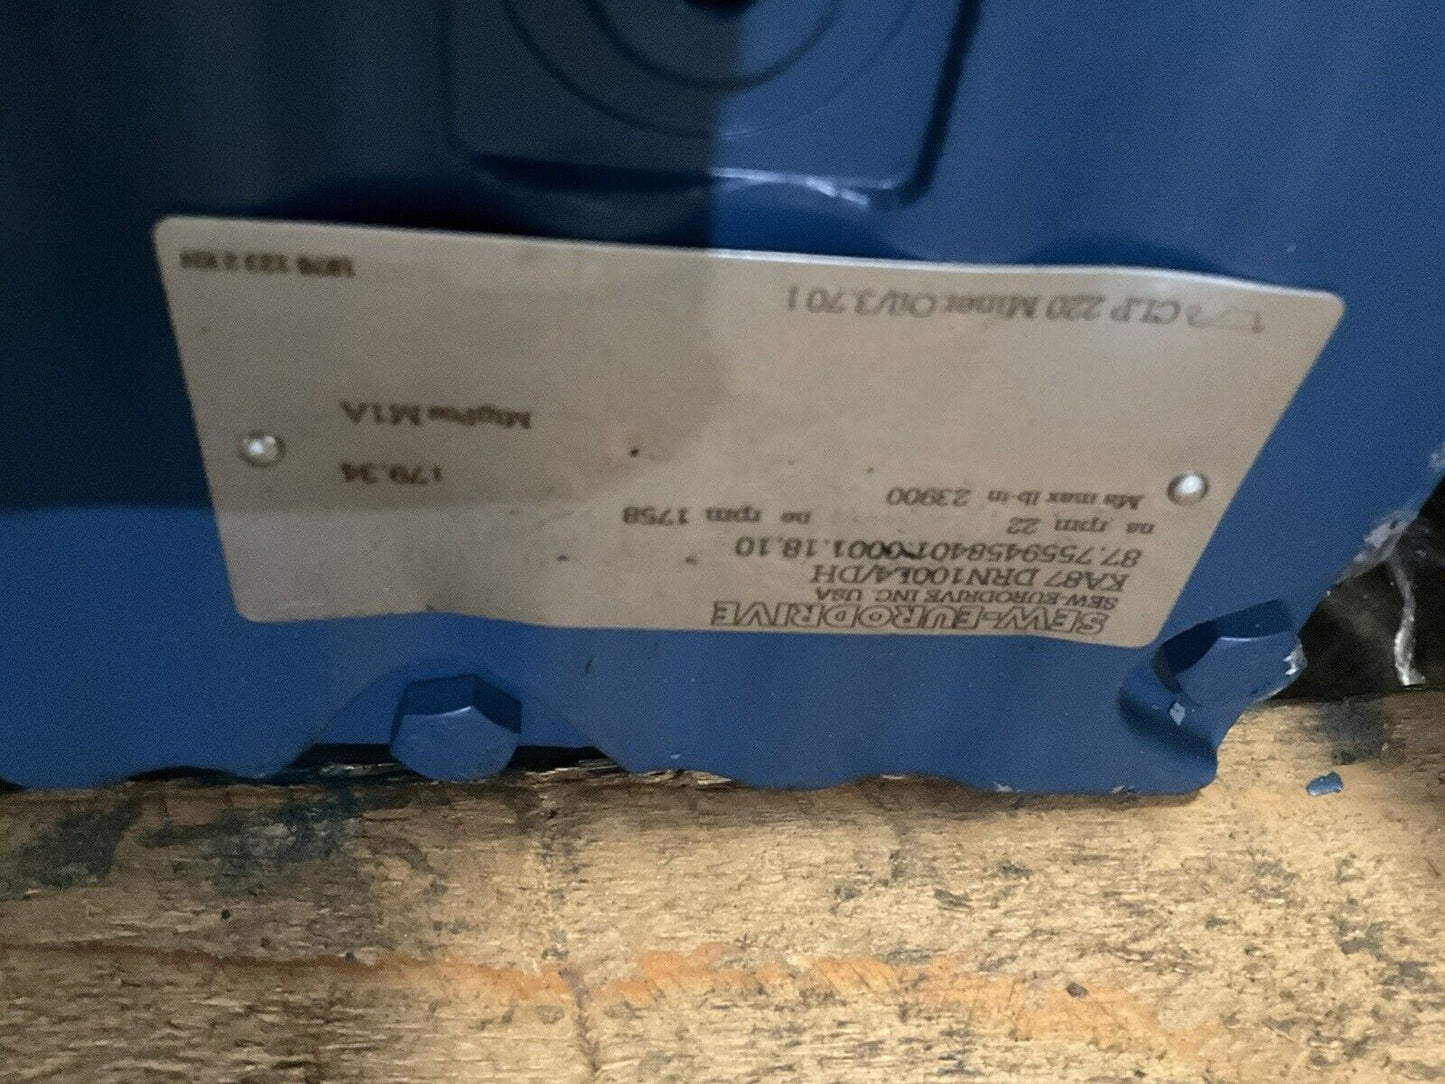 SEW-EURODRIVE
SEW-EURODRIVE INC. USA
KA87 DRN100L4/DH
87.7559458401.0001.18.10
na rpm 22 ne rpm 1758
Ma max lb-in 23900
i 79.34
MtgPos M1A
CLP 220 Miner.Oil/3.70 l